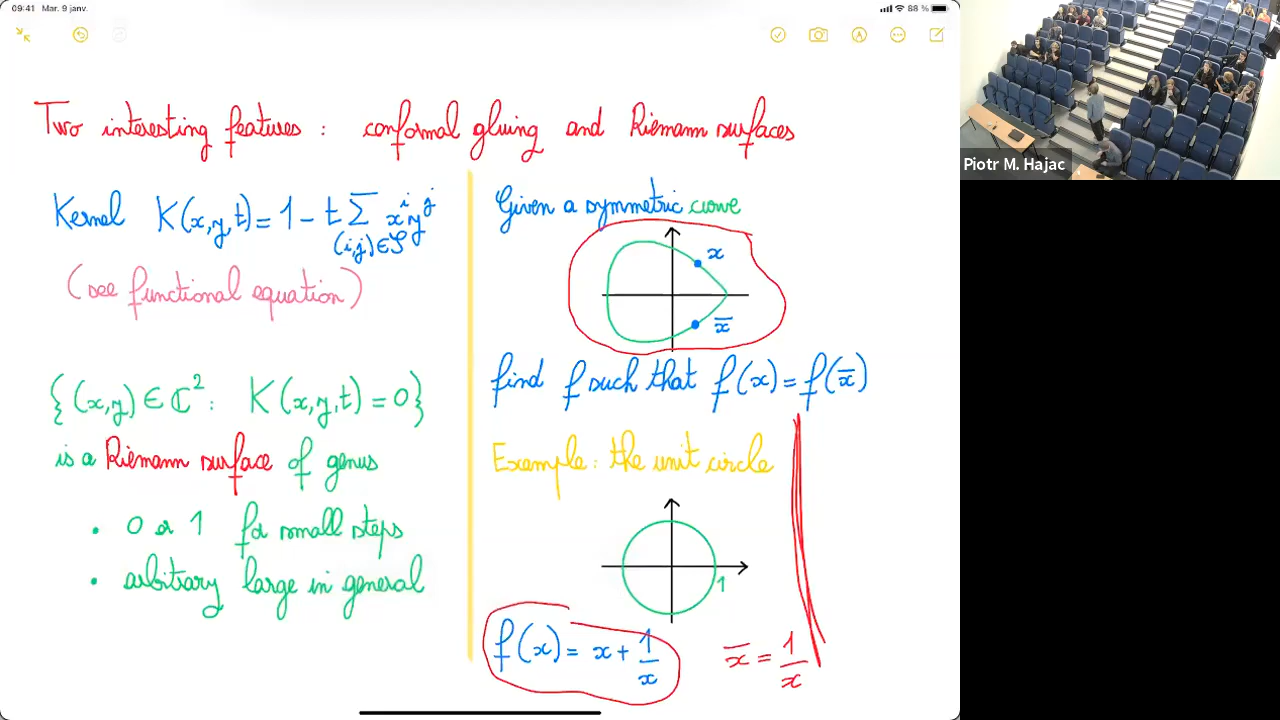 09:41 Mar. 9 janv.
88 %
Two interesting features : conformal gluing and Riemann surfaces
Kernel K(x,y,t) = 1 - t Σ x^i y^j
(i,j) ∈ 𝒮
(see functional equation)
{(x,y) ∈ ℂ² : K(x,y,t) = 0}
is a Riemann surface of genus
• 0 or 1 for small steps
• arbitrary large in general
Given a symmetric curve
x
x̄
find f such that f(x) = f(x̄)
Example : the unit circle
1
f(x) = x + 1/x
x̄ = 1/x
Piotr M. Hajac